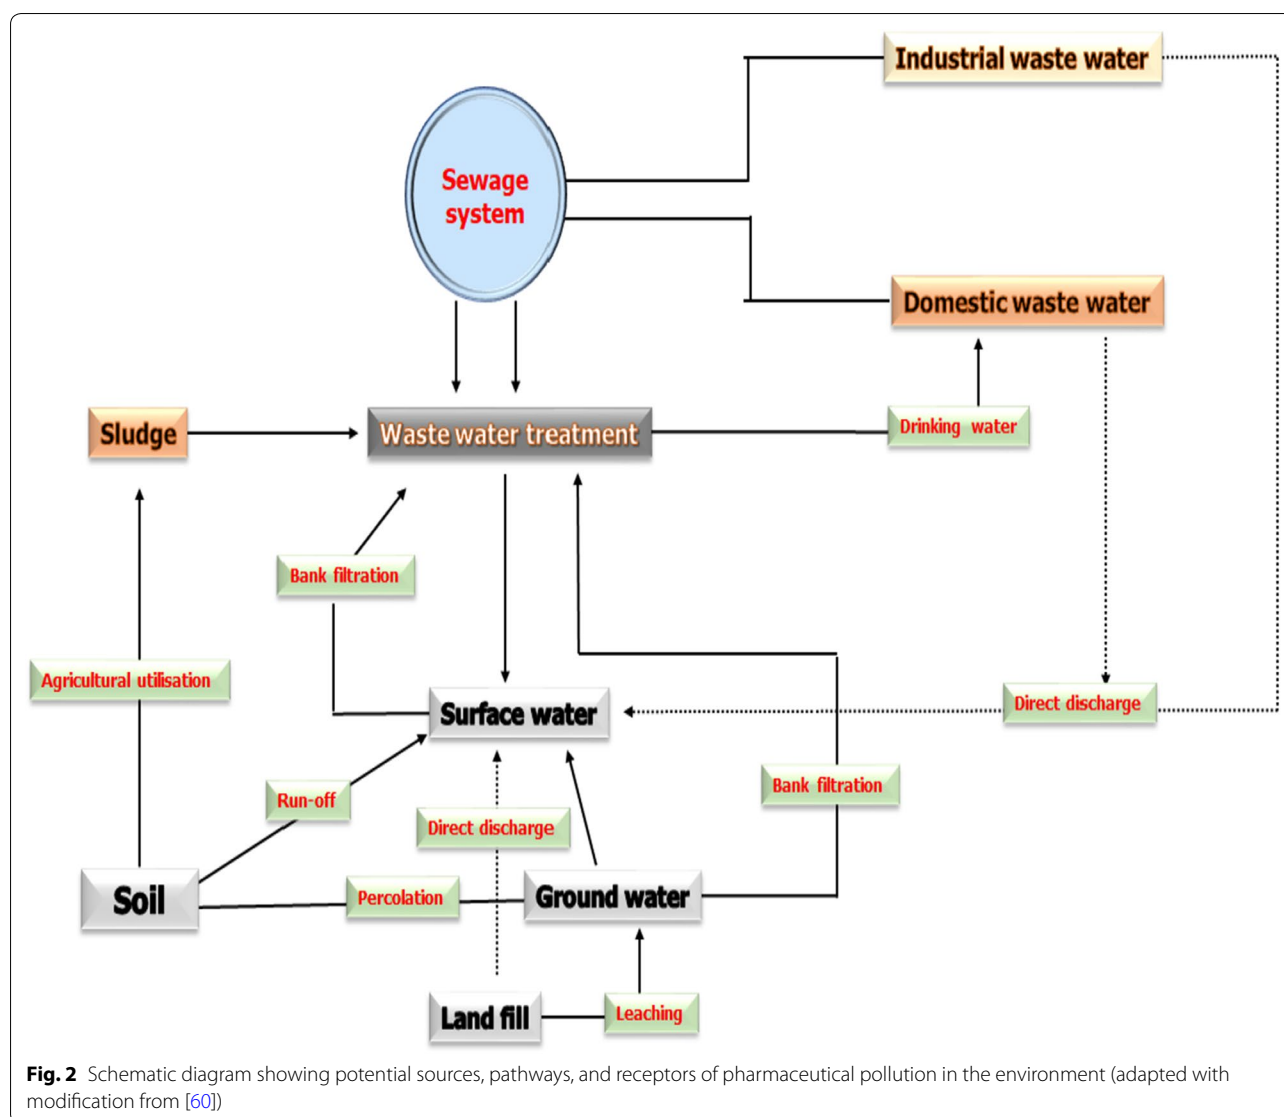 Industrial waste water
Sewage
system
Domestic waste water
Sludge
Waste water treatment
Drinking water
Bank filtration
Agricultural utilisation
Surface water
Direct discharge
Run-off
Bank filtration
Direct discharge
Soil
Percolation
Ground water
Land fill
Leaching
Fig. 2 Schematic diagram showing potential sources, pathways, and receptors of pharmaceutical pollution in the environment (adapted with
modification from [60])